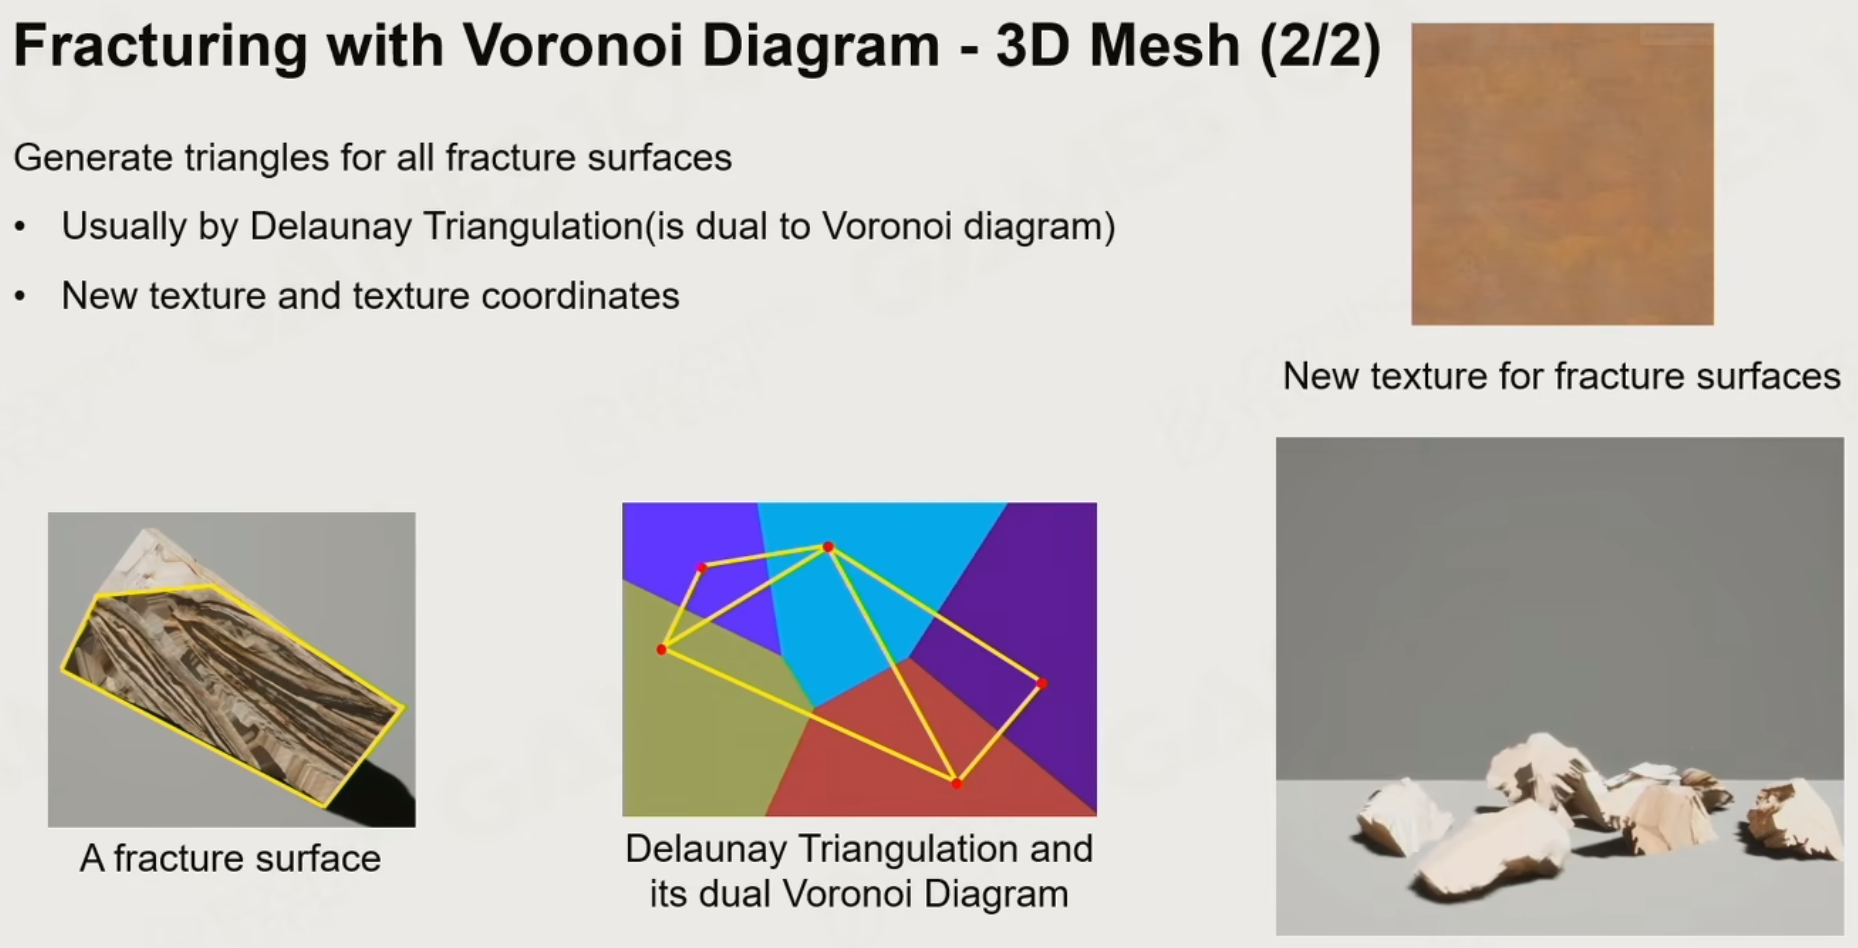 Fracturing with Voronoi Diagram - 3D Mesh (2/2)
Generate triangles for all fracture surfaces
• Usually by Delaunay Triangulation(is dual to Voronoi diagram)
• New texture and texture coordinates
New texture for fracture surfaces
A fracture surface
Delaunay Triangulation and
its dual Voronoi Diagram